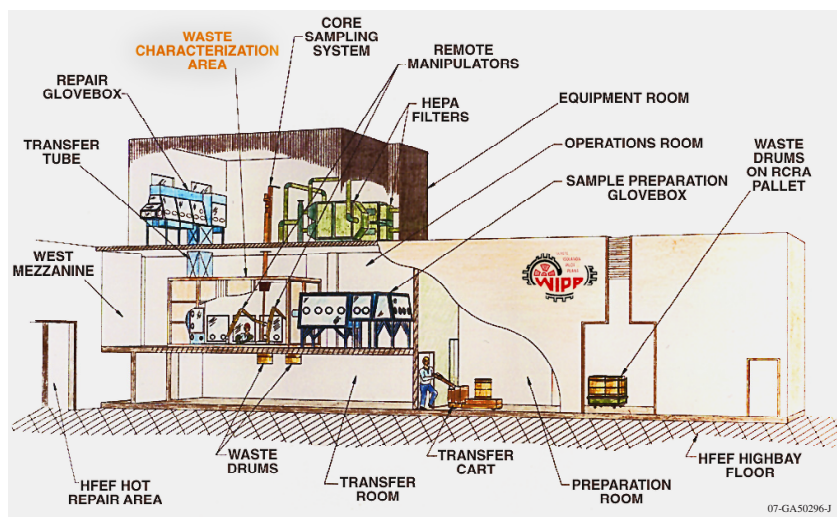 WASTE
CHARACTERIZATION
AREA
CORE
SAMPLING
SYSTEM
REMOTE
MANIPULATORS
REPAIR
GLOVEBOX
HEPA
FILTERS
EQUIPMENT ROOM
TRANSFER
TUBE
OPERATIONS ROOM
WASTE
DRUMS
ON RCRA
PALLET
SAMPLE PREPARATION
GLOVEBOX
WEST
MEZZANINE
PILOT
WIPP
WASTE
DRUMS
TRANSFER
CART
HFEF HIGHBAY
FLOOR
HFEF HOT
REPAIR AREA
TRANSFER
ROOM
PREPARATION
ROOM
07-GA50296-J